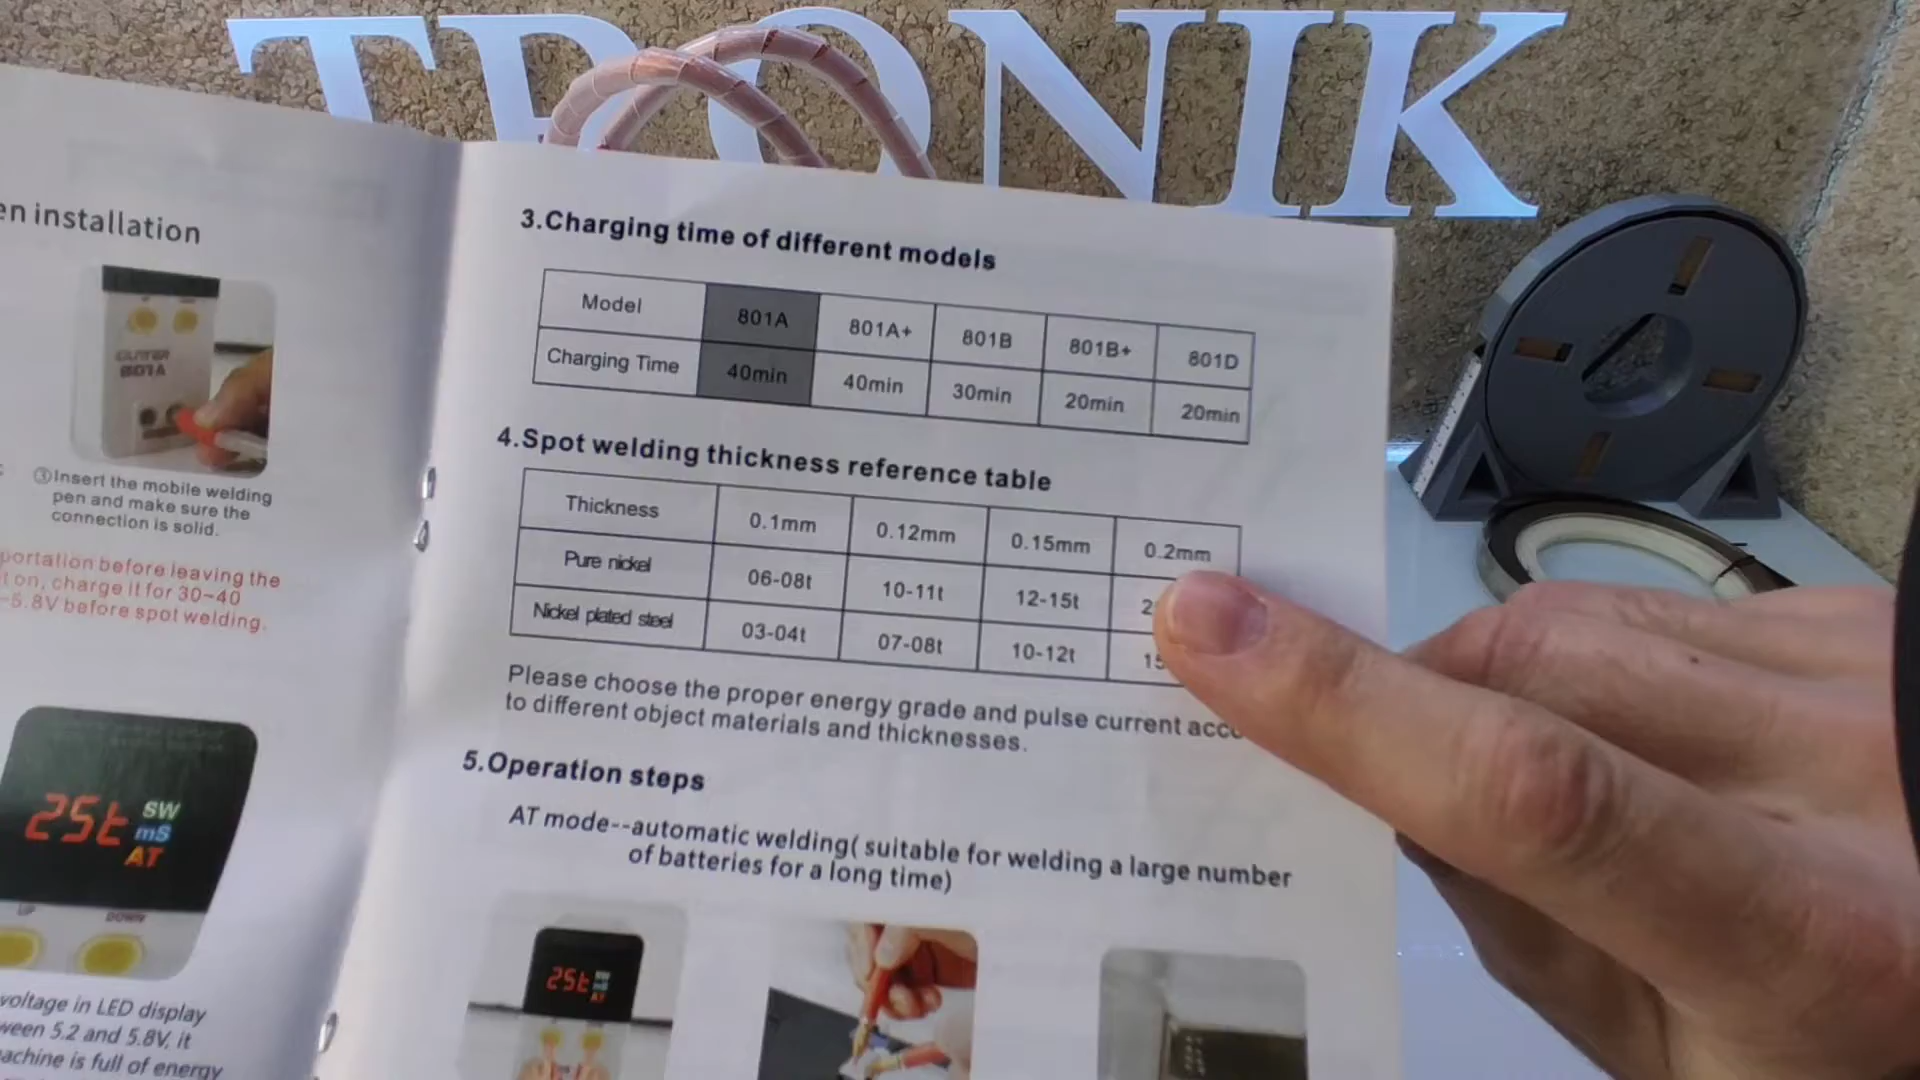 TRONIK
en installation
GLITTER
801A
③Insert the mobile welding
pen and make sure the
connection is solid.
portation before leaving the
t on, charge it for 30~40
~5.8V before spot welding.
25t SW
mS
AT
UP DOWN
voltage in LED display
ween 5.2 and 5.8V, it
achine is full of energy
3.Charging time of different models
Model 801A 801A+ 801B 801B+ 801D
Charging Time 40min 40min 30min 20min 20min
4.Spot welding thickness reference table
Thickness 0.1mm 0.12mm 0.15mm 0.2mm
Pure nickel 06-08t 10-11t 12-15t
Nickel plated steel 03-04t 07-08t 10-12t
Please choose the proper energy grade and pulse current
to different object materials and thicknesses.
5.Operation steps
AT mode--automatic welding( suitable for welding a large number
of batteries for a long time)
25t
AT